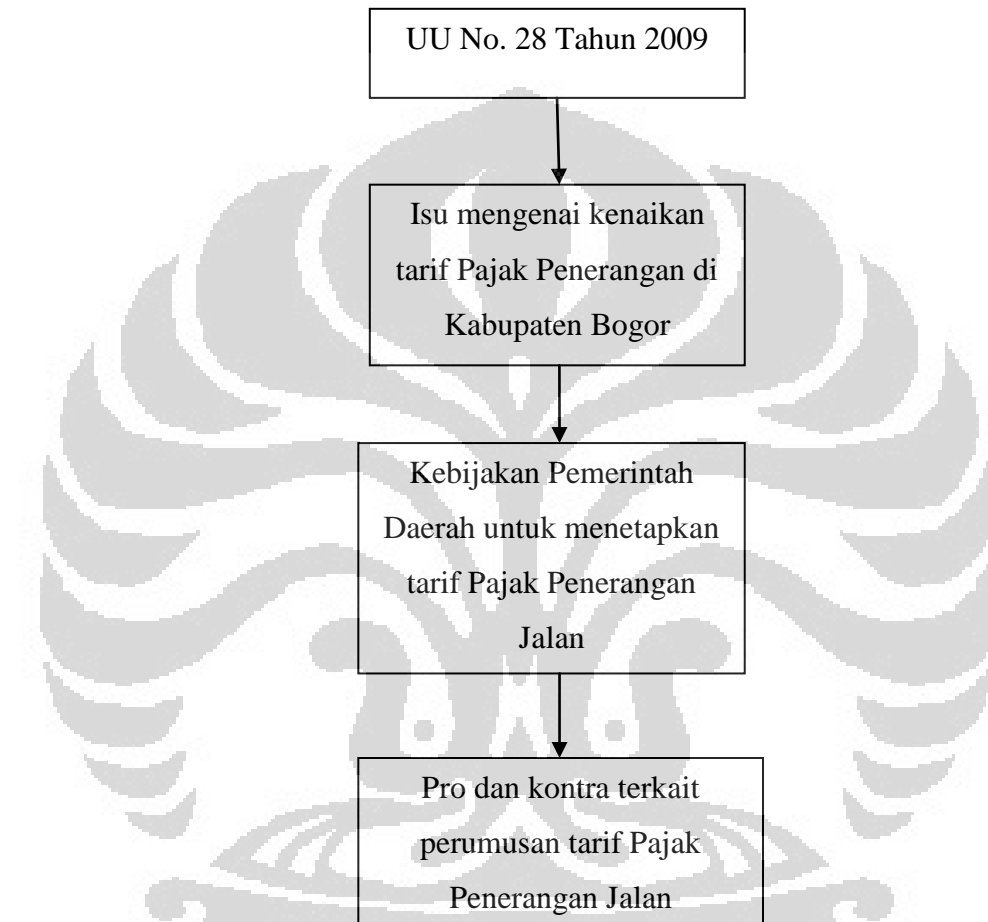 UU No. 28 Tahun 2009
Isu mengenai kenaikan
tarif Pajak Penerangan di
Kabupaten Bogor
Kebijakan Pemerintah
Daerah untuk menetapkan
tarif Pajak Penerangan
Jalan
Pro dan kontra terkait
perumusan tarif Pajak
Penerangan Jalan